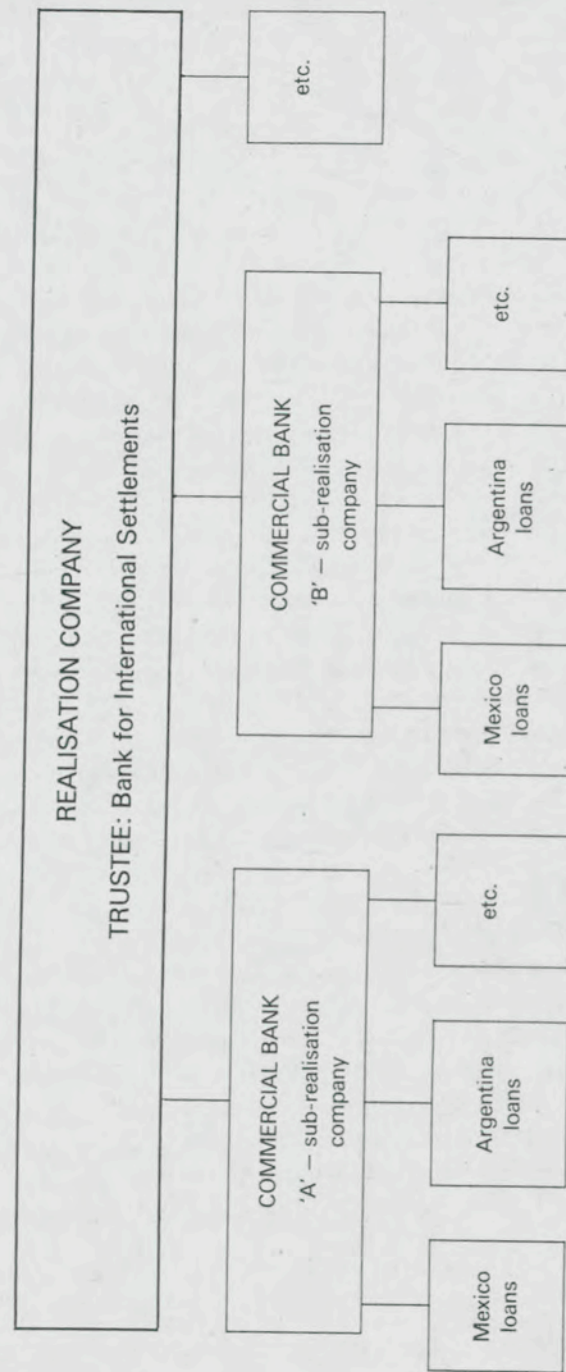 REALISATION COMPANY
TRUSTEE: Bank for International Settlements
COMMERCIAL BANK
'A' – sub-realisation
company
COMMERCIAL BANK
'B' – sub-realisation
company
etc.
Mexico
loans
Argentina
loans
etc.
Mexico
loans
Argentina
loans
etc.